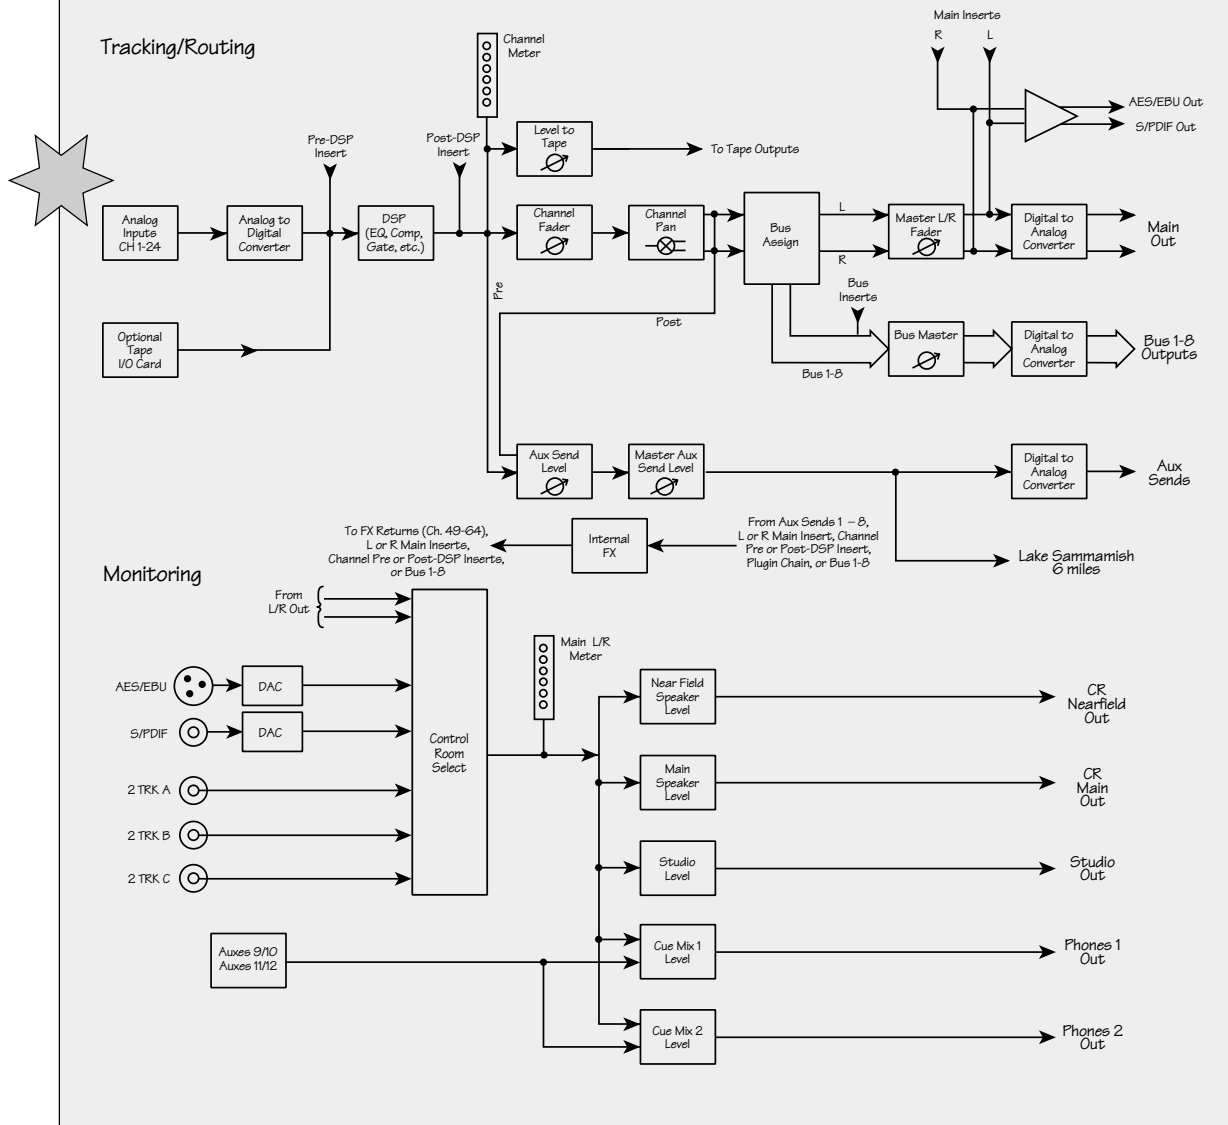 Main Inserts
R
L
Tracking/Routing
Channel
Meter
AES/EBU Out
S/PDIF Out
Pre-DSP
Insert
Post-DSP
Insert
Level to
Tape
To Tape Outputs
Analog
Inputs
CH 1-24
Analog to
Digital
Converter
DSP
(EQ, Comp,
Gate, etc.)
Channel
Fader
Channel
Pan
Bus
Assign
L
R
Master L/R
Fader
Digital to
Analog
Converter
Main
Out
Pre
Post
Bus
Inserts
Optional
Tape
I/O Card
Bus 1-8
Bus Master
Digital to
Analog
Converter
Bus 1-8
Outputs
Aux Send
Level
Master Aux
Send Level
Digital to
Analog
Converter
Aux
Sends
To FX Returns (Ch. 49-64),
L or R Main Inserts,
Channel Pre or Post-DSP Inserts,
or Bus 1-8
Internal
FX
From Aux Sends 1 – 8,
L or R Main Insert, Channel
Pre or Post-DSP Insert,
Plugin Chain, or Bus 1-8
Lake Sammamish
6 miles
Monitoring
From
L/R Out
Main L/R
Meter
AES/EBU
DAC
S/PDIF
DAC
2 TRK A
2 TRK B
2 TRK C
Control
Room
Select
Near Field
Speaker
Level
CR
Nearfield
Out
Main
Speaker
Level
CR
Main
Out
Studio
Level
Studio
Out
Auxes 9/10
Auxes 11/12
Cue Mix 1
Level
Phones 1
Out
Cue Mix 2
Level
Phones 2
Out